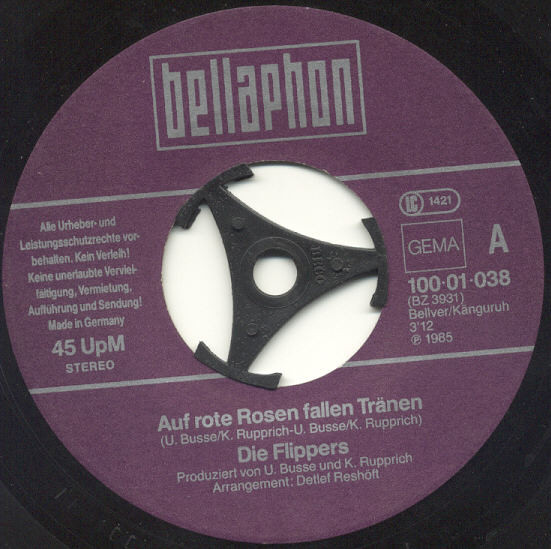 bellaphon
Alle Urheber- und
Leistungsschutzrechte vor-
behalten. Kein Verleih!
Keine unerlaubte Verviel-
fältigung, Vermietung,
Aufführung und Sendung!
Made in Germany
45 UpM
STEREO
LC 1421
GEMA A
100·01·038
(BZ 3931)
Bellver/Känguruh
3'12
Ⓟ 1985
Auf rote Rosen fallen Tränen
(U. Busse/K. Rupprich-U. Busse/K. Rupprich)
Die Flippers
Produziert von U. Busse und K. Rupprich
Arrangement: Detlef Reshöft